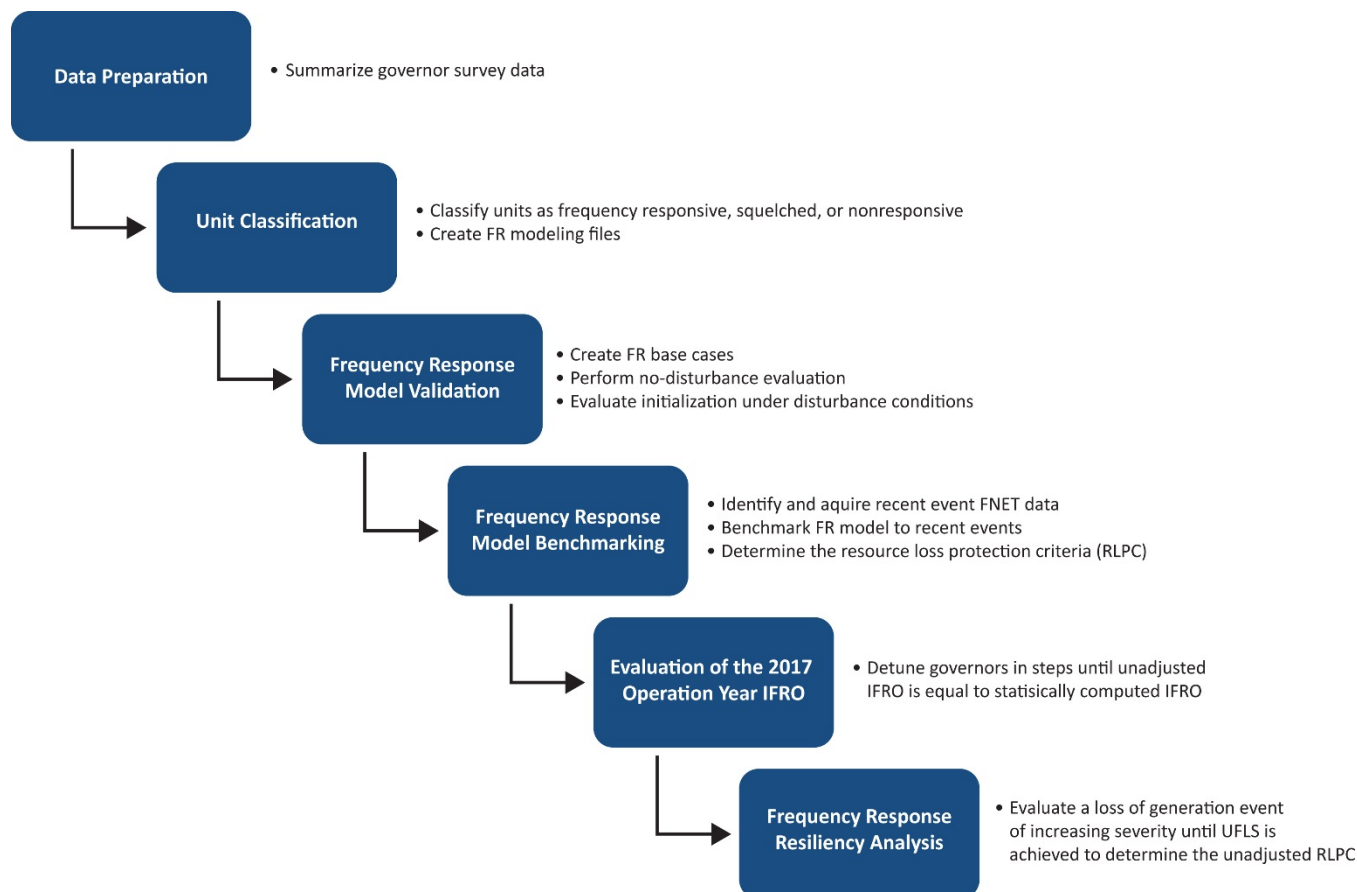 Data Preparation
• Summarize governor survey data
Unit Classification
• Classify units as frequency responsive, squelched, or nonresponsive
• Create FR modeling files
Frequency Response
Model Validation
• Create FR base cases
• Perform no-disturbance evaluation
• Evaluate initialization under disturbance conditions
Frequency Response
Model Benchmarking
• Identify and aquire recent event FNET data
• Benchmark FR model to recent events
• Determine the resource loss protection criteria (RLPC)
Evaluation of the 2017
Operation Year IFRO
• Detune governors in steps until unadjusted
IFRO is equal to statisically computed IFRO
Frequency Response
Resiliency Analysis
• Evaluate a loss of generation event
of increasing severity until UFLS is
achieved to determine the unadjusted RLPC